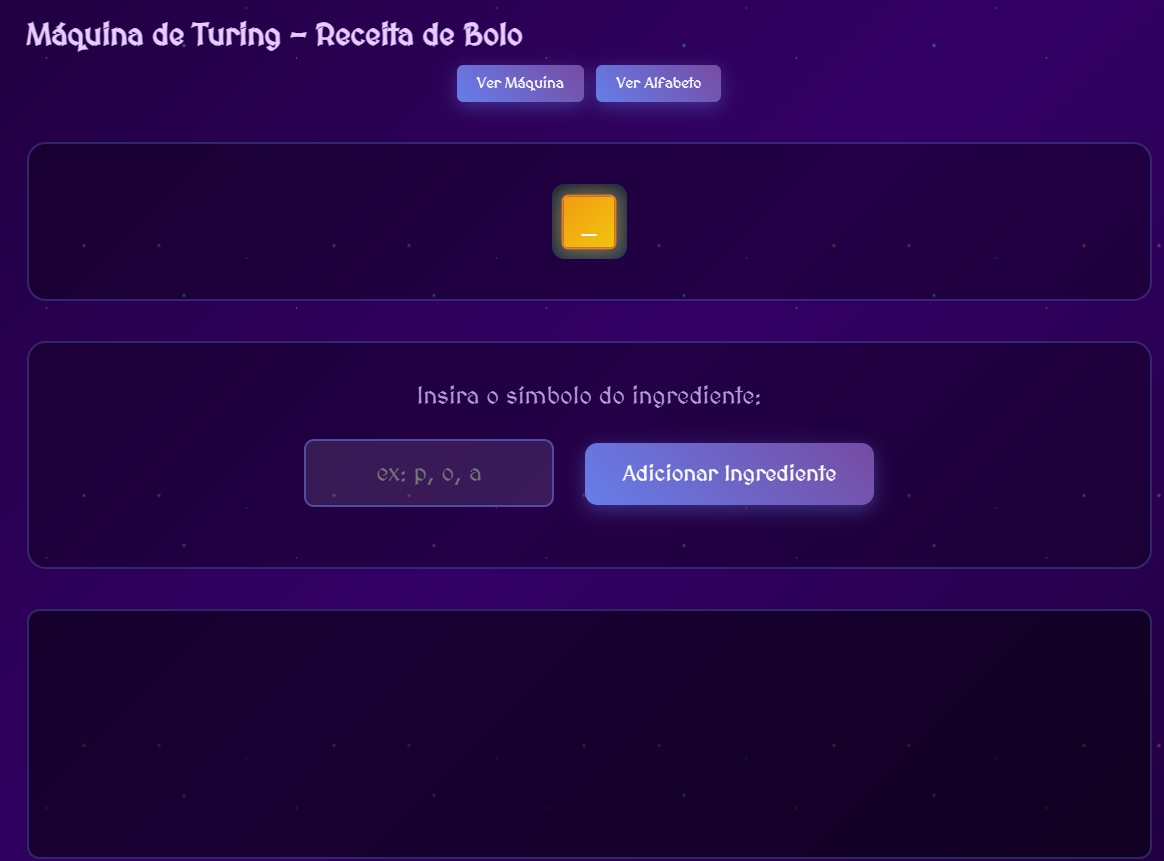 Máquina de Turing – Receita de Bolo
Ver Máquina
Ver Alfabeto
_
Insira o símbolo do ingrediente:
ex: p, o, a
Adicionar Ingrediente